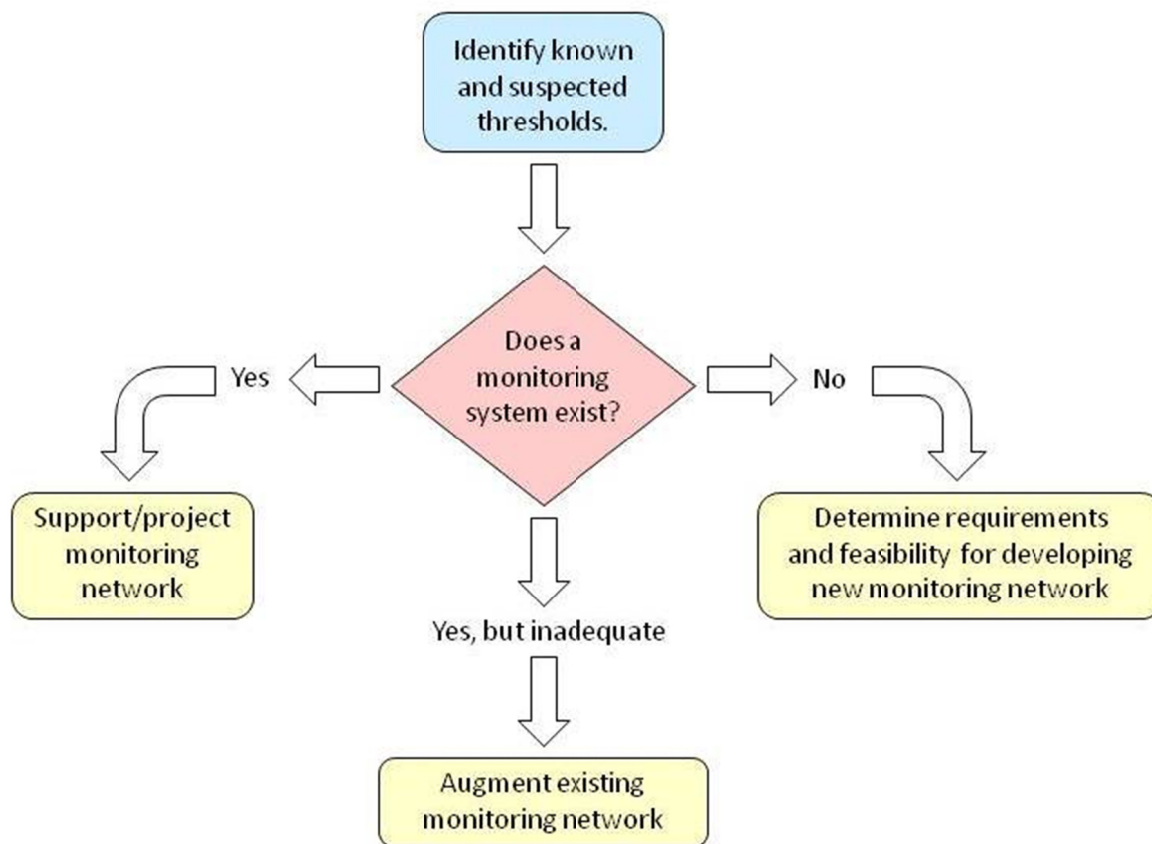 Identify known
and suspected
thresholds.
Does a
monitoring
system exist?
Yes
No
Support/project
monitoring
network
Determine requirements
and feasibility for developing
new monitoring network
Yes, but inadequate
Augment existing
monitoring network